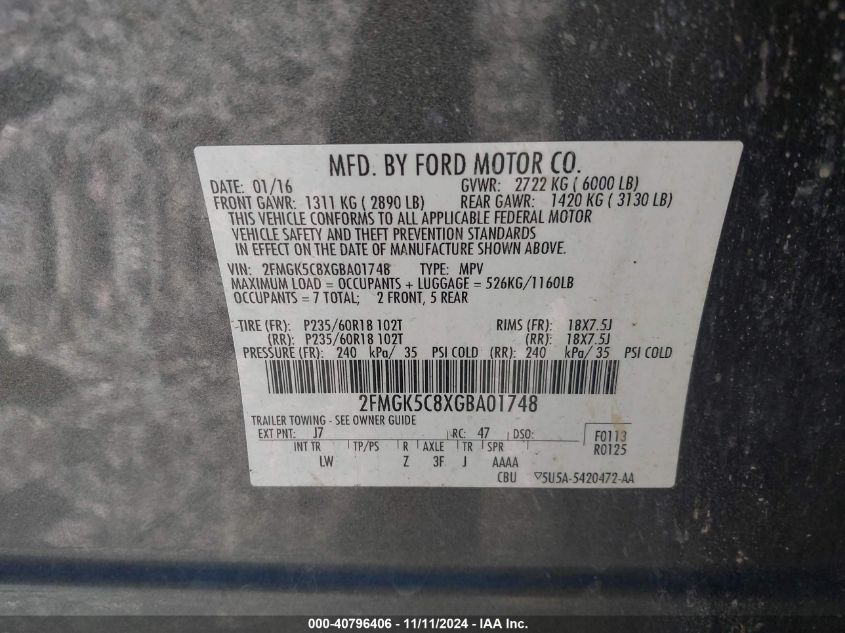 MFD. BY FORD MOTOR CO.
DATE: 01/16 GVWR: 2722 KG ( 6000 LB)
FRONT GAWR: 1311 KG ( 2890 LB) REAR GAWR: 1420 KG ( 3130 LB)
THIS VEHICLE CONFORMS TO ALL APPLICABLE FEDERAL MOTOR
VEHICLE SAFETY AND THEFT PREVENTION STANDARDS
IN EFFECT ON THE DATE OF MANUFACTURE SHOWN ABOVE.
VIN: 2FMGK5C8XGBA01748 TYPE: MPV
MAXIMUM LOAD = OCCUPANTS + LUGGAGE = 526KG/1160LB
OCCUPANTS = 7 TOTAL; 2 FRONT, 5 REAR
TIRE (FR): P235/60R18 102T RIMS (FR): 18X7.5J
(RR): P235/60R18 102T (RR): 18X7.5J
PRESSURE (FR): 240 kPa/ 35 PSI COLD (RR): 240 kPa/ 35 PSI COLD
2FMGK5C8XGBA01748
TRAILER TOWING - SEE OWNER GUIDE
EXT PNT: J7 RC: 47 DSO: F0113
INT TR TP/PS R AXLE TR SPR R0125
LW Z 3F J AAAA
CBU ▽5U5A-5420472-AA
000-40796406 - 11/11/2024 - IAA Inc.